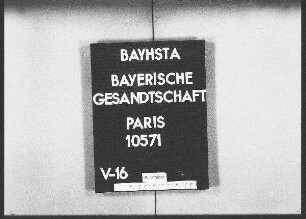 BAYHSTA
BAYERISCHE
GESANDTSCHAFT
PARIS
10571
V-16